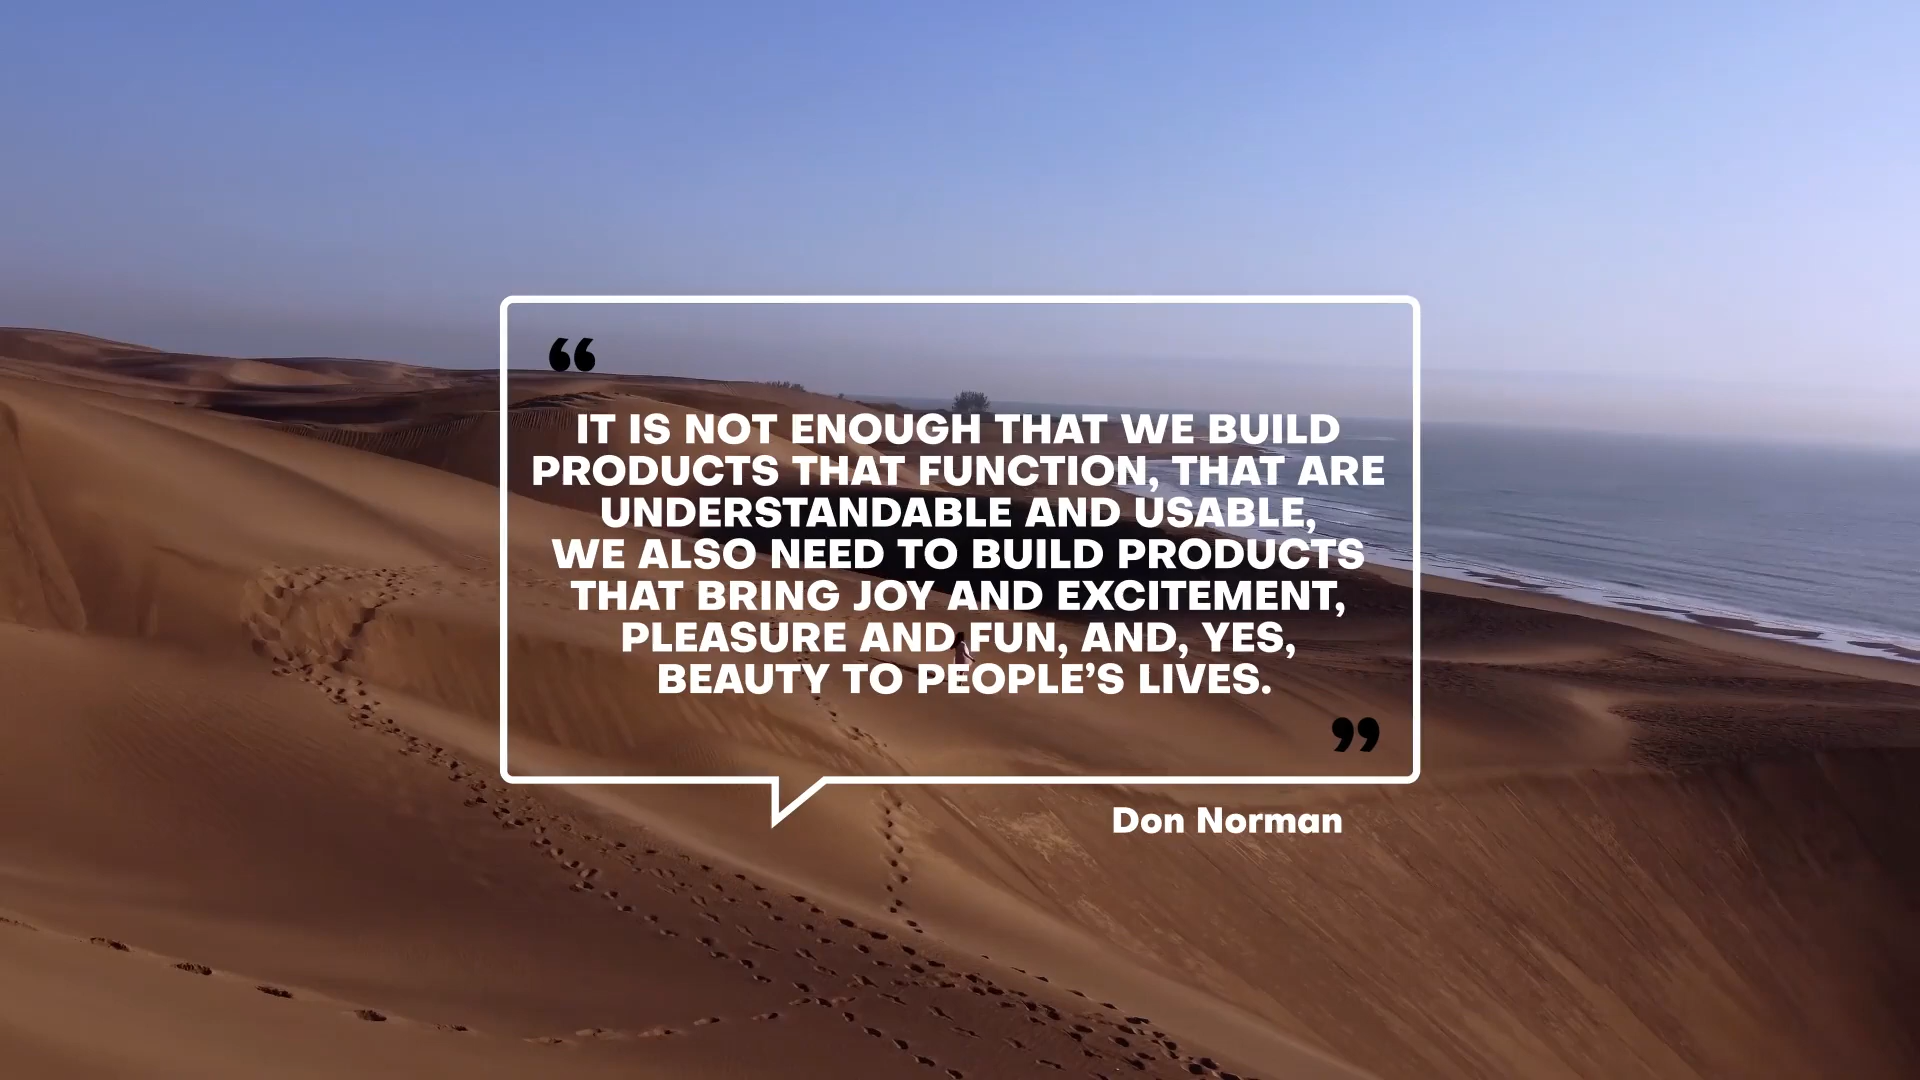 “
IT IS NOT ENOUGH THAT WE BUILD
PRODUCTS THAT FUNCTION, THAT ARE
UNDERSTANDABLE AND USABLE,
WE ALSO NEED TO BUILD PRODUCTS
THAT BRING JOY AND EXCITEMENT,
PLEASURE AND FUN, AND, YES,
BEAUTY TO PEOPLE’S LIVES.
”
Don Norman